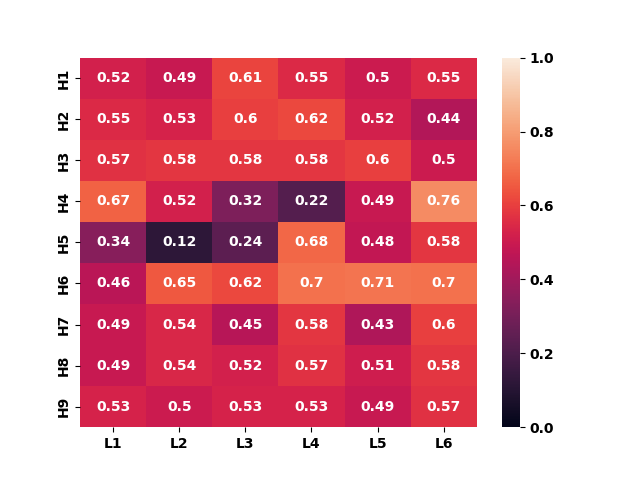 H1 0.52 0.49 0.61 0.55 0.5 0.55
H2 0.55 0.53 0.6 0.62 0.52 0.44
H3 0.57 0.58 0.58 0.58 0.6 0.5
H4 0.67 0.52 0.32 0.22 0.49 0.76
H5 0.34 0.12 0.24 0.68 0.48 0.58
H6 0.46 0.65 0.62 0.7 0.71 0.7
H7 0.49 0.54 0.45 0.58 0.43 0.6
H8 0.49 0.54 0.52 0.57 0.51 0.58
H9 0.53 0.5 0.53 0.53 0.49 0.57
L1 L2 L3 L4 L5 L6
1.0
0.8
0.6
0.4
0.2
0.0